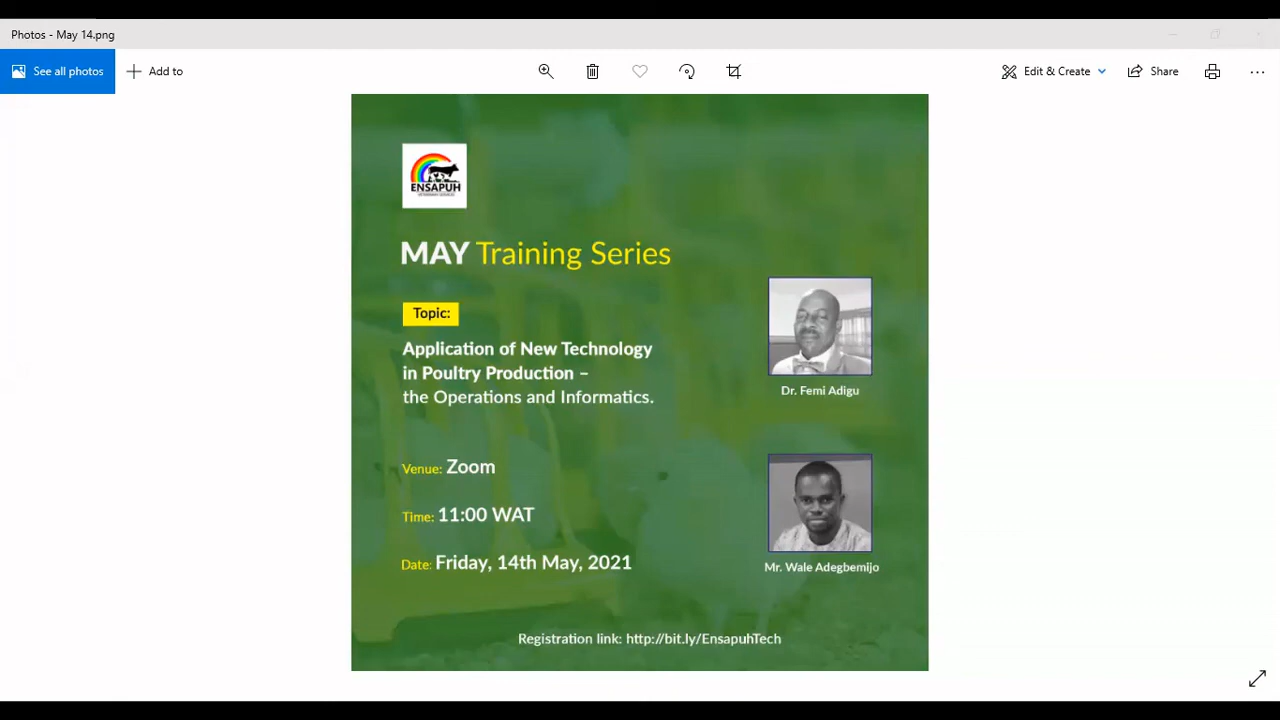 Photos - May 14.png
See all photos
Add to
Edit & Create
Share
ENSAPUH
MAY Training Series
Topic:
Application of New Technology
in Poultry Production –
the Operations and Informatics.
Dr. Femi Adigu
Venue: Zoom
Time: 11:00 WAT
Date: Friday, 14th May, 2021
Mr. Wale Adegbemijo
Registration link: http://bit.ly/EnsapuhTech